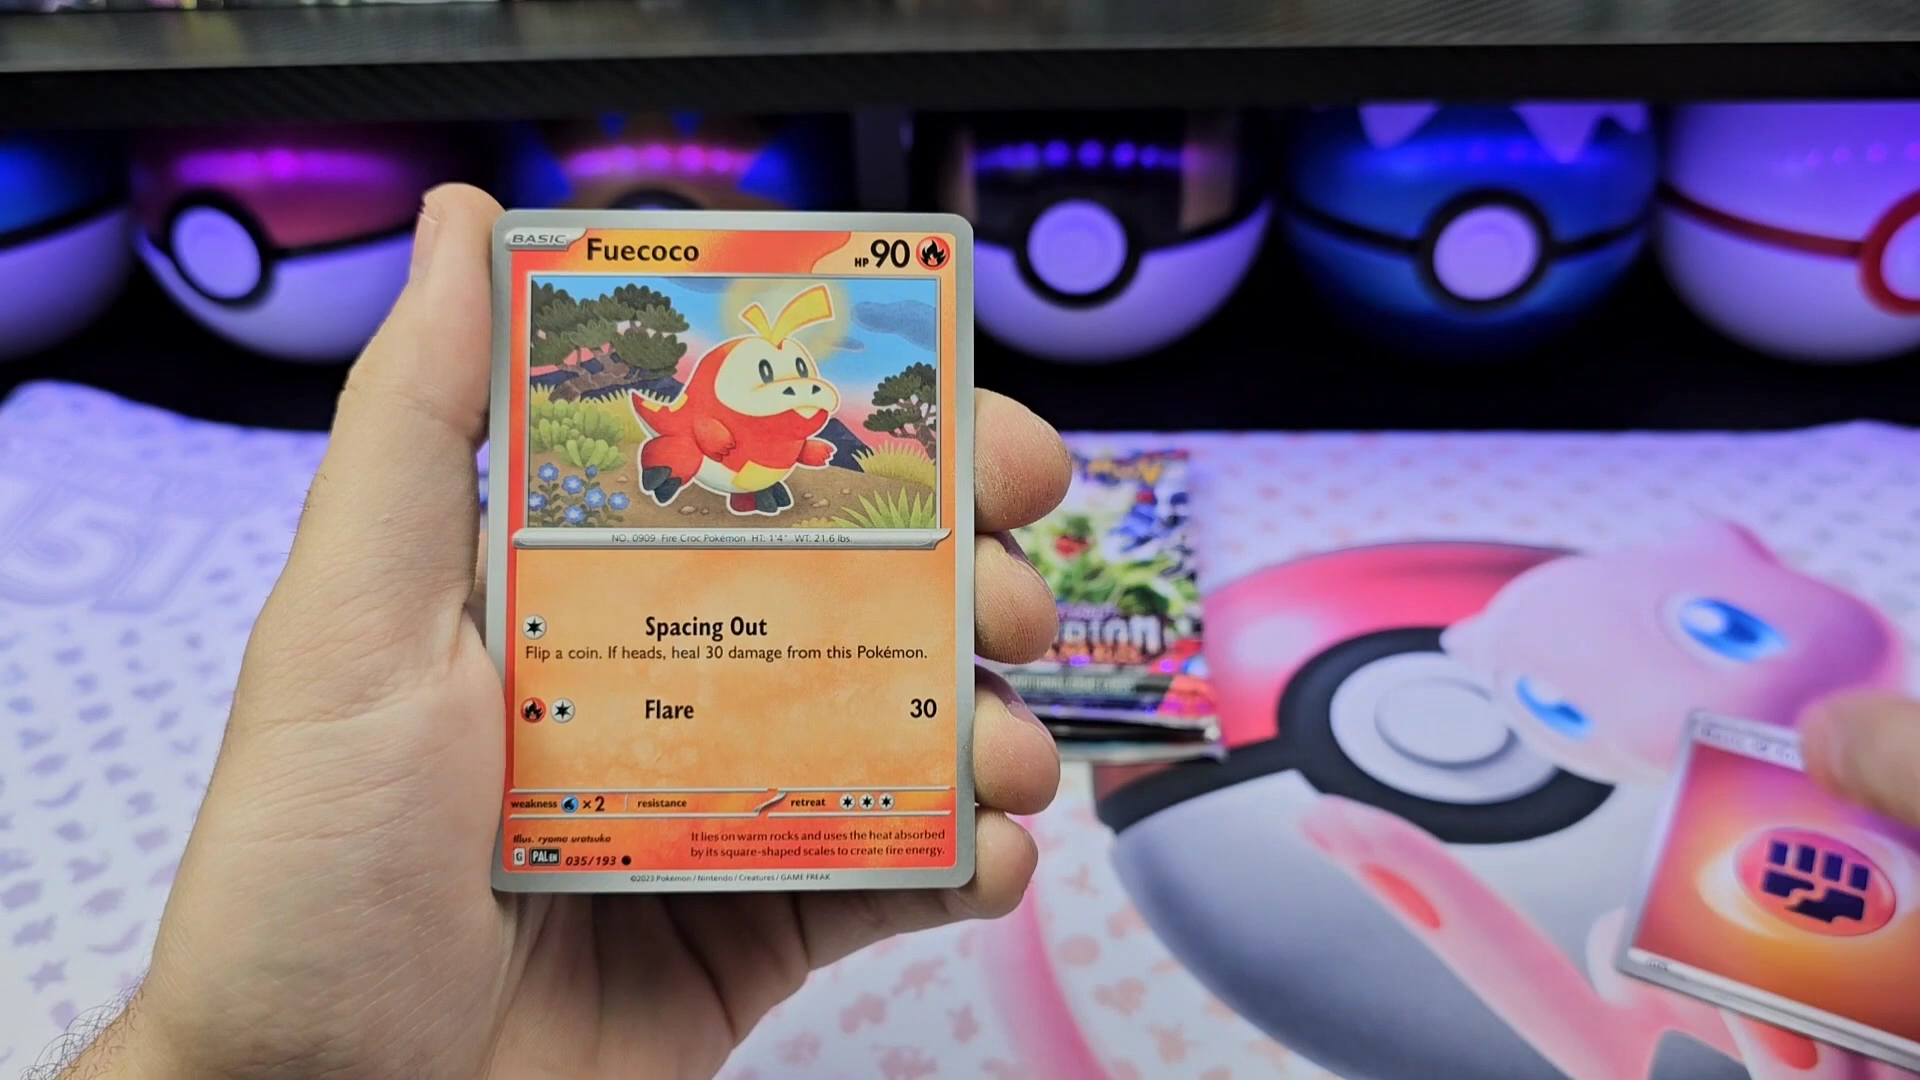 BASIC Fuecoco HP 90
NO. 0909 Fire Croc Pokémon HT: 1'4" WT: 21.6 lbs.
Spacing Out
Flip a coin. If heads, heal 30 damage from this Pokémon.
Flare 30
weakness ×2 resistance retreat
Illus. ryoma uratsuka
It lies on warm rocks and uses the heat absorbed
by its square-shaped scales to create fire energy.
G PAL EN 035/193
©2023 Pokémon / Nintendo / Creatures / GAME FREAK
151